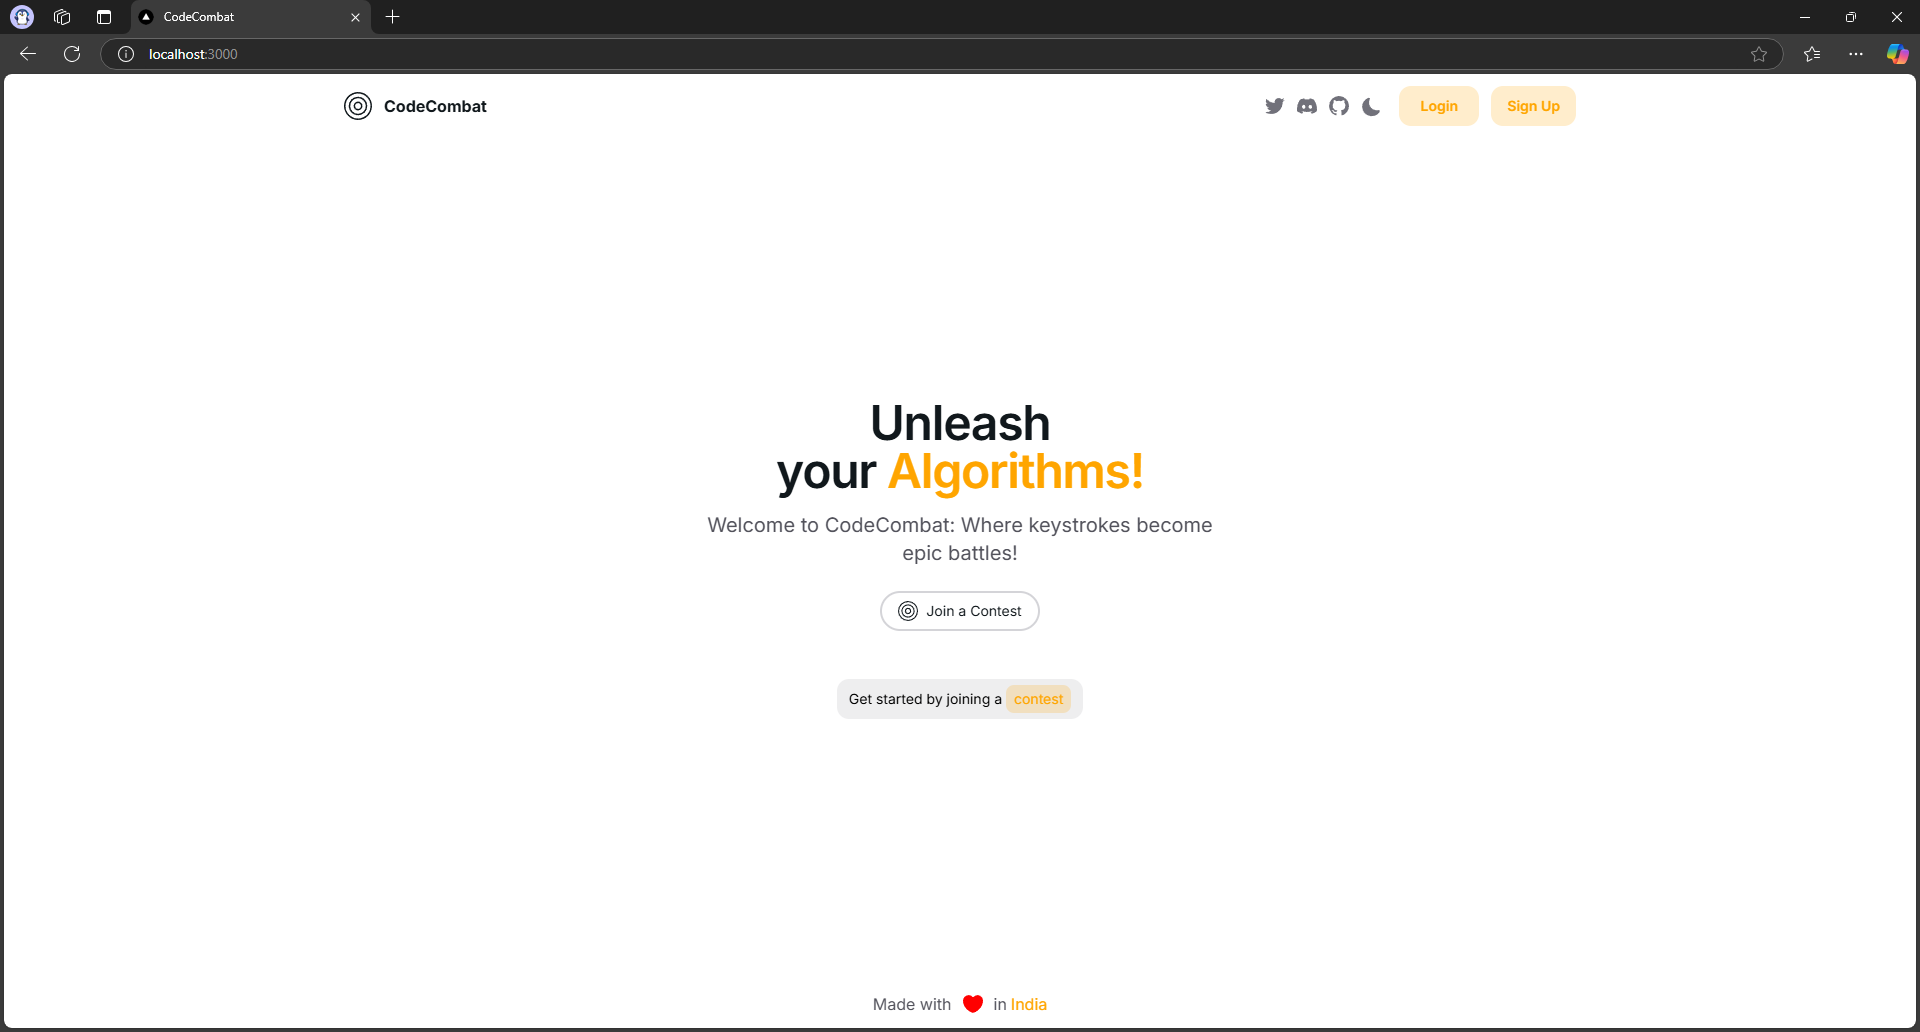 CodeCombat
localhost:3000
CodeCombat
Login
Sign Up
Unleash
your Algorithms!
Welcome to CodeCombat: Where keystrokes become
epic battles!
Join a Contest
Get started by joining a contest
Made with in India